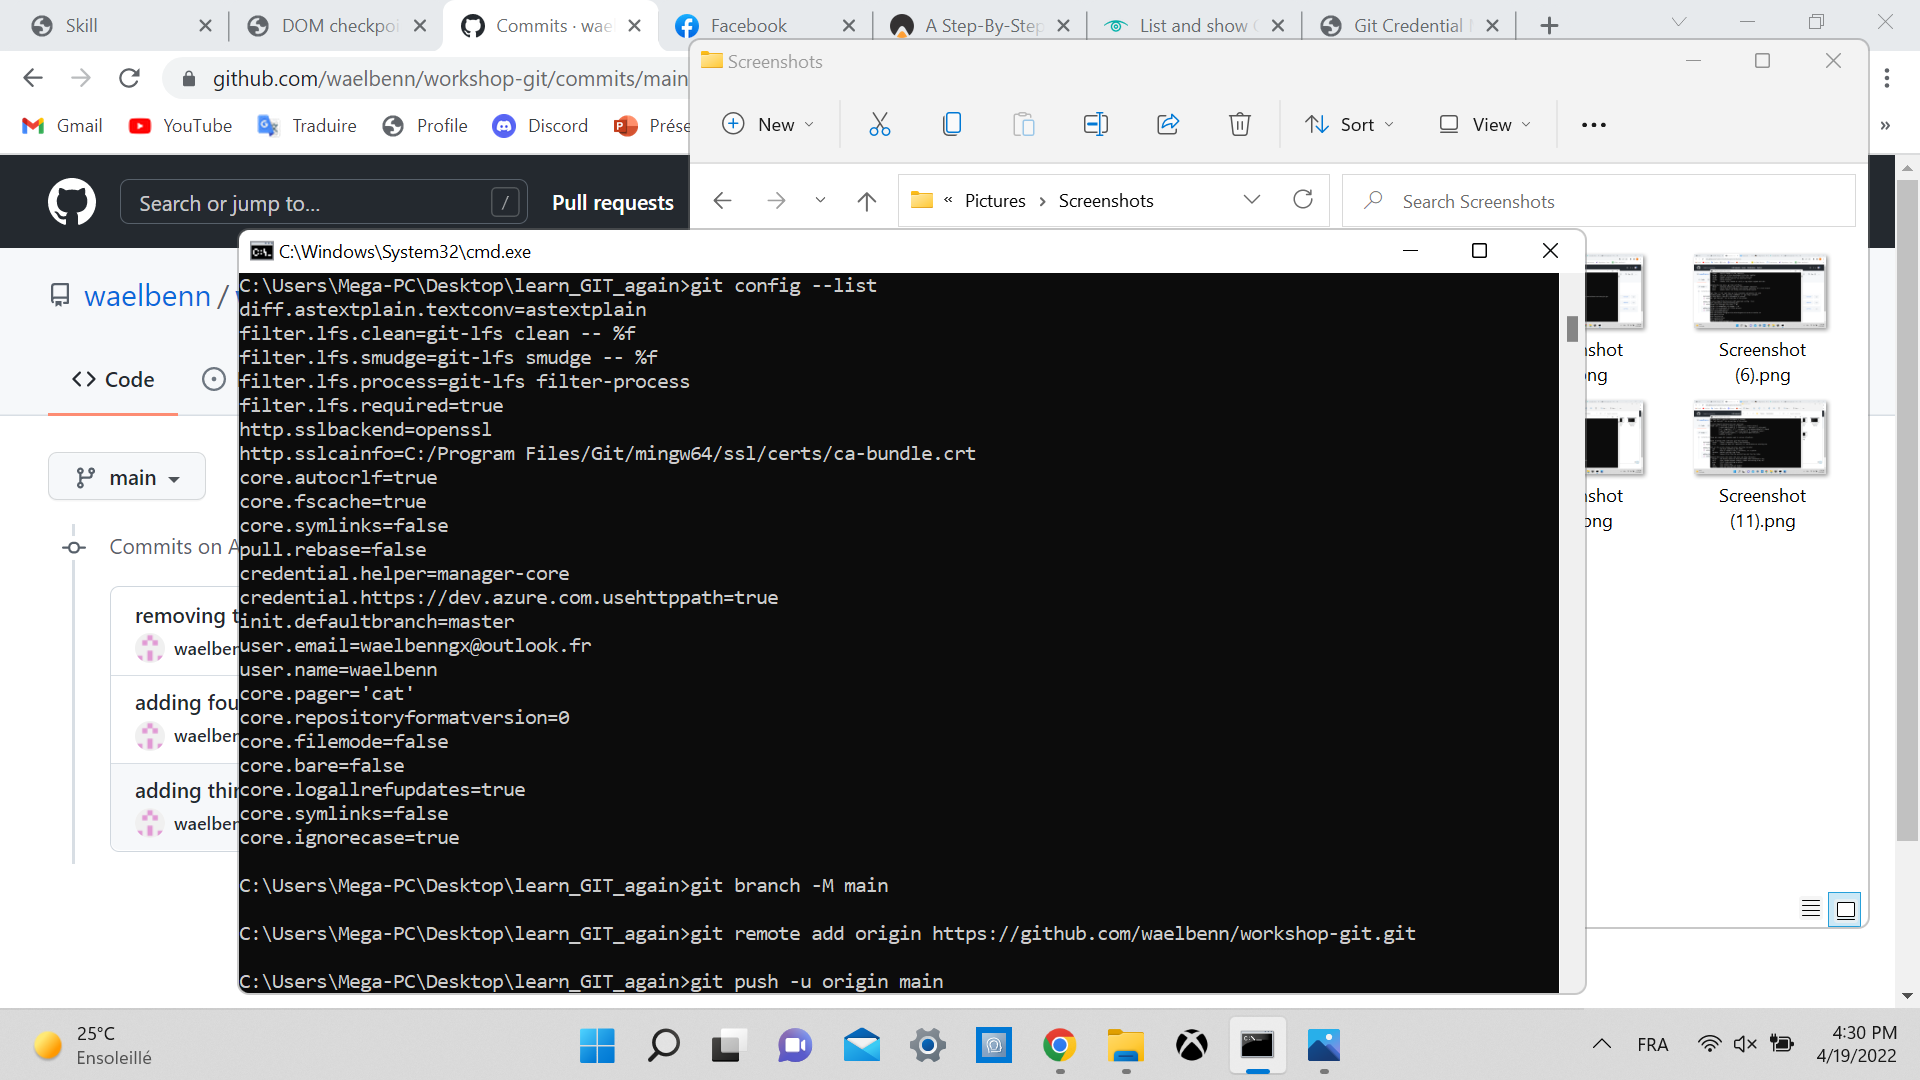 Skill
DOM checkpoi
Commits · wae
Facebook
A Step-By-Step
List and show
Git Credential
github.com/waelbenn/workshop-git/commits/main
Gmail
YouTube
Traduire
Profile
Discord
Prése
»
Screenshots
New
Sort
View
« Pictures > Screenshots
Search Screenshots
Search or jump to...
/
Pull requests
waelbenn /
Code
main
Commits on A
removing t
waelber
adding fou
waelber
adding thir
waelber
C:\Windows\System32\cmd.exe
C:\Users\Mega-PC\Desktop\learn_GIT_again>git config --list
diff.astextplain.textconv=astextplain
filter.lfs.clean=git-lfs clean -- %f
filter.lfs.smudge=git-lfs smudge -- %f
filter.lfs.process=git-lfs filter-process
filter.lfs.required=true
http.sslbackend=openssl
http.sslcainfo=C:/Program Files/Git/mingw64/ssl/certs/ca-bundle.crt
core.autocrlf=true
core.fscache=true
core.symlinks=false
pull.rebase=false
credential.helper=manager-core
credential.https://dev.azure.com.usehttppath=true
init.defaultbranch=master
user.email=waelbenngx@outlook.fr
user.name=waelbenn
core.pager='cat'
core.repositoryformatversion=0
core.filemode=false
core.bare=false
core.logallrefupdates=true
core.symlinks=false
core.ignorecase=true
C:\Users\Mega-PC\Desktop\learn_GIT_again>git branch -M main
C:\Users\Mega-PC\Desktop\learn_GIT_again>git remote add origin https://github.com/waelbenn/workshop-git.git
C:\Users\Mega-PC\Desktop\learn_GIT_again>git push -u origin main
shot
ng
Screenshot
(6).png
shot
png
Screenshot
(11).png
25°C
Ensoleillé
FRA
4:30 PM
4/19/2022